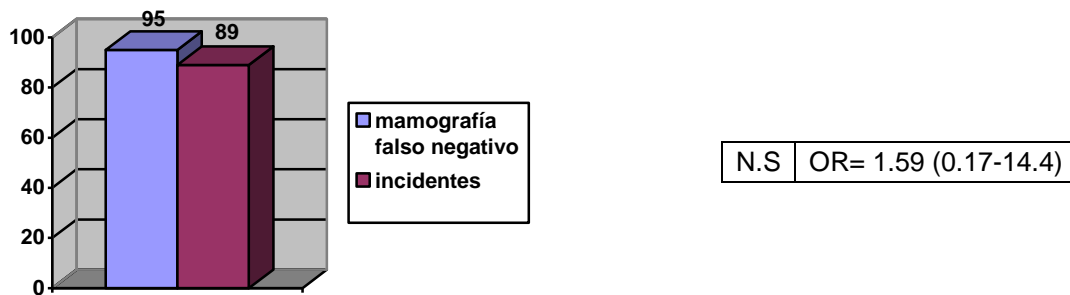 95
89
100
80
60
40
20
0
mamografía
falso negativo
incidentes
N.S OR= 1.59 (0.17-14.4)